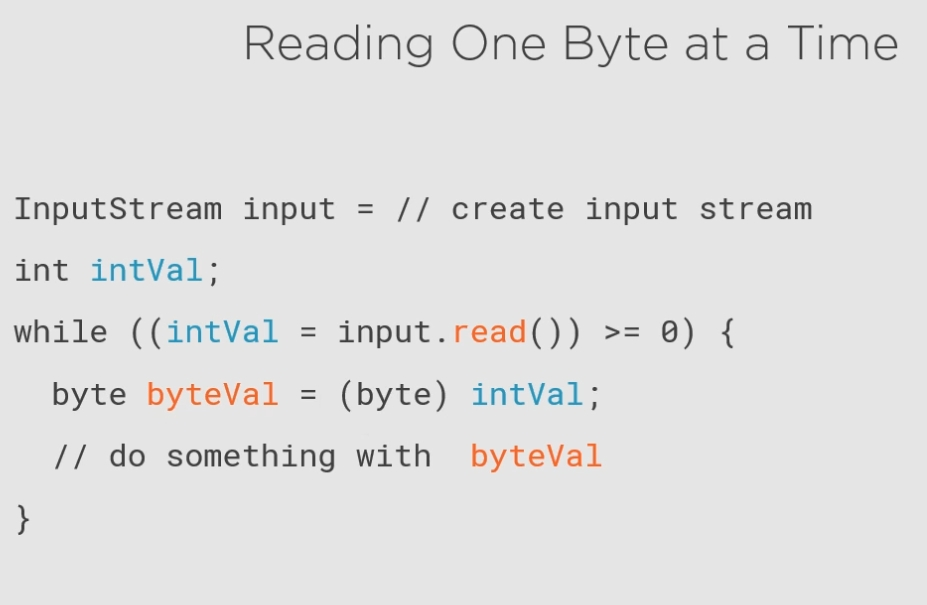 Reading One Byte at a Time
InputStream input = // create input stream
int intVal;
while ((intVal = input.read()) >= 0) {
  byte byteVal = (byte) intVal;
  // do something with  byteVal
}